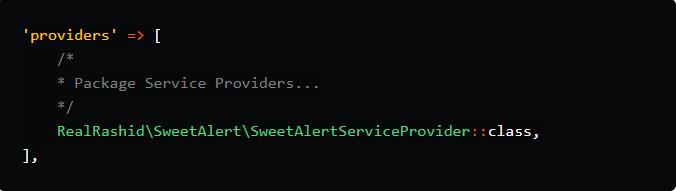 'providers' => [
/*
* Package Service Providers...
*/
RealRashid\SweetAlert\SweetAlertServiceProvider::class,
],